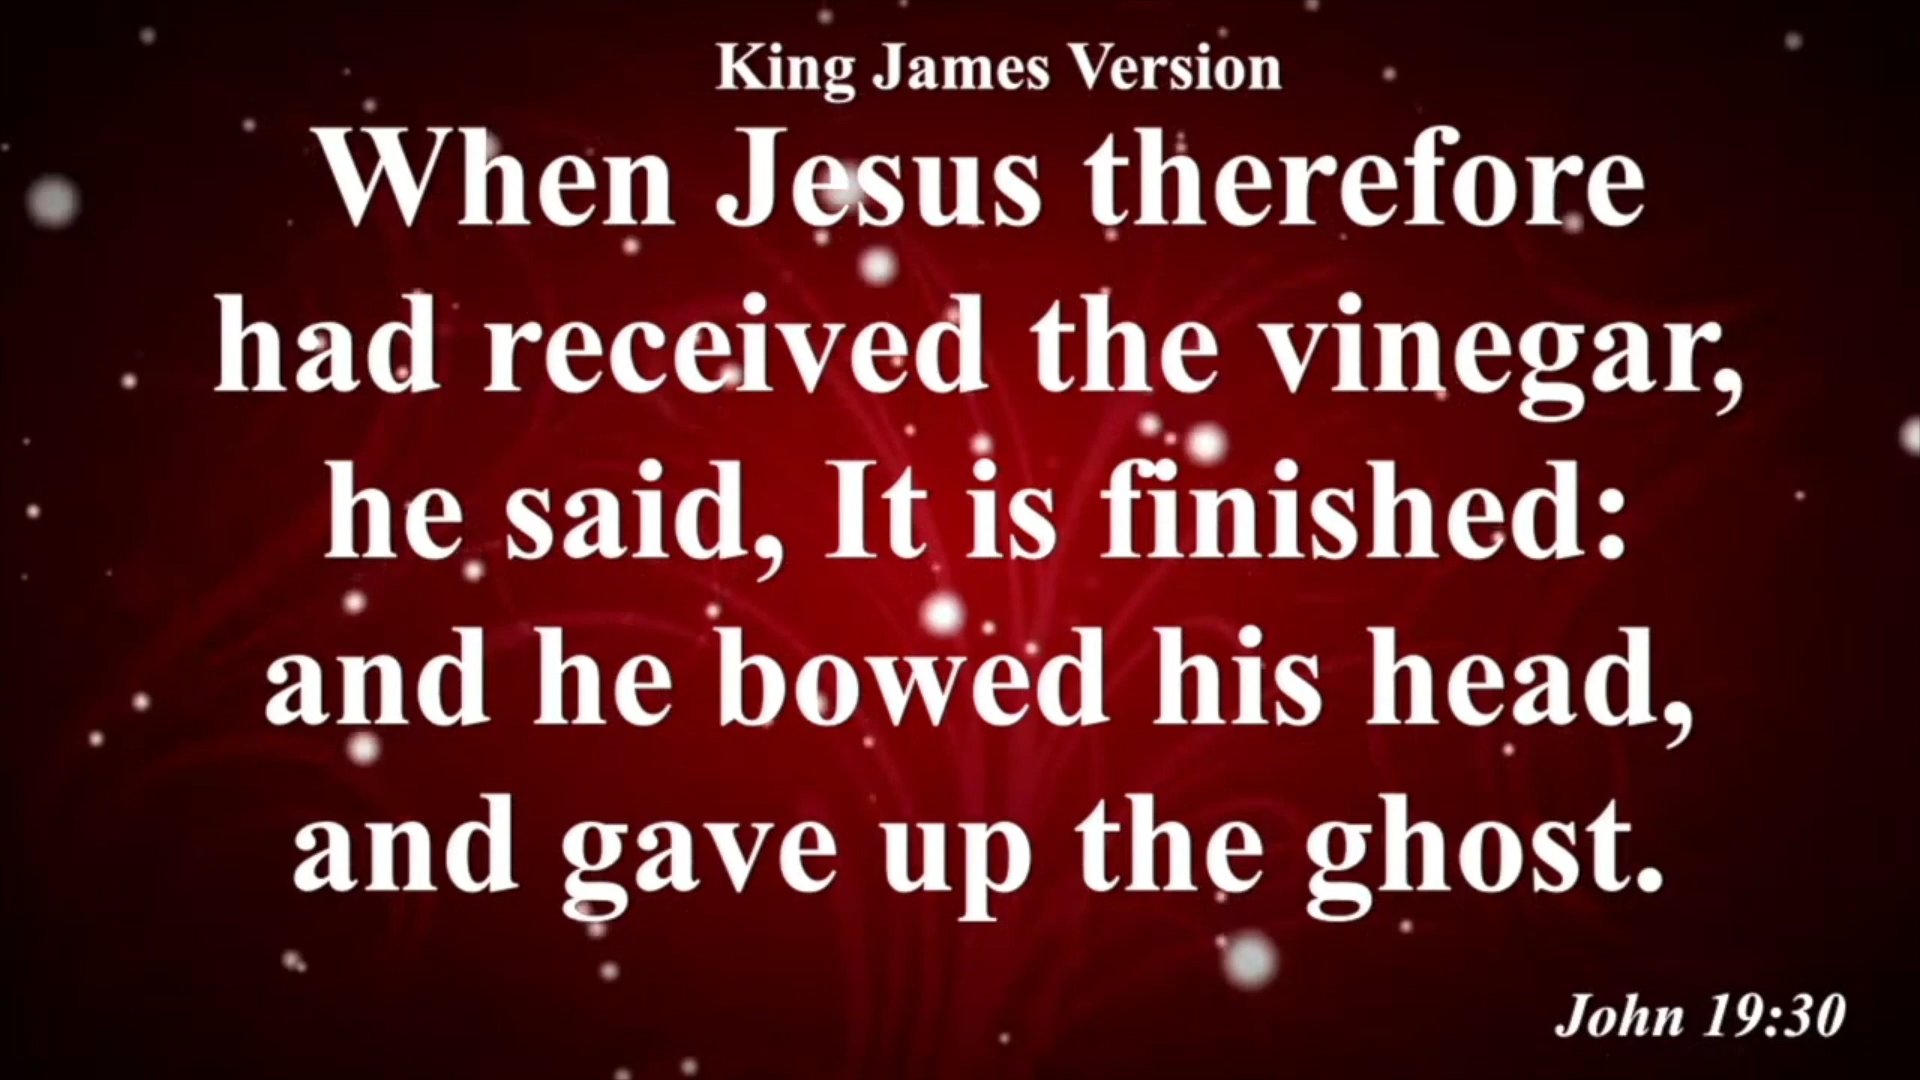 King James Version
When Jesus therefore
had received the vinegar,
he said, It is finished:
and he bowed his head,
and gave up the ghost.
John 19:30